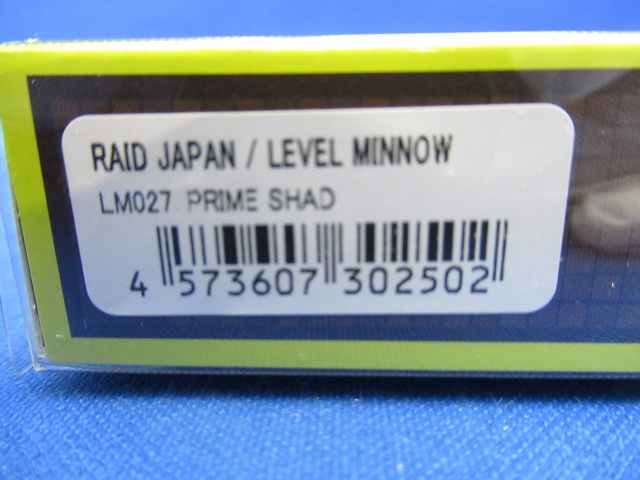 RAID JAPAN / LEVEL MINNOW
LM027 PRIME SHAD
4 573607 302502